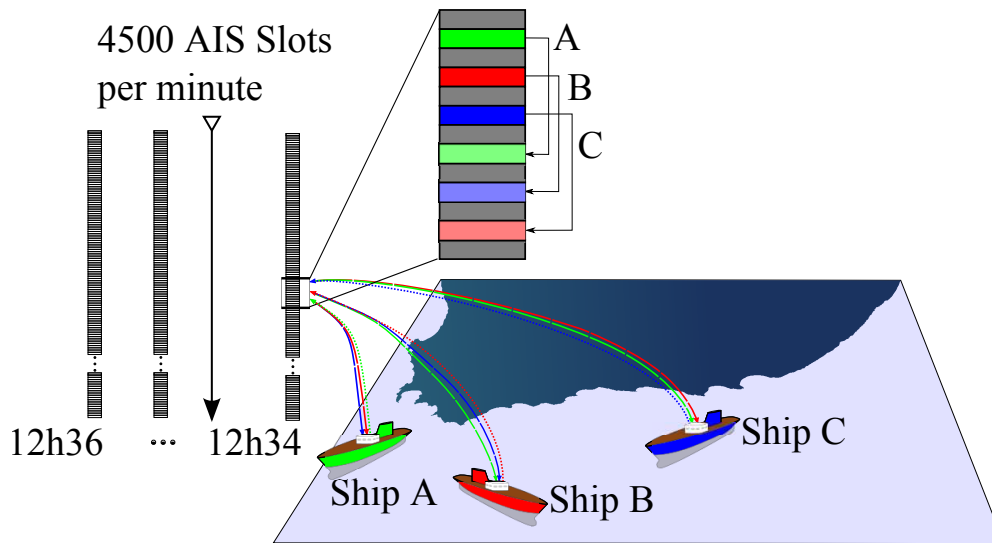 4500 AIS Slots
per minute
A
B
C
12h36 ... 12h34
Ship A
Ship B
Ship C